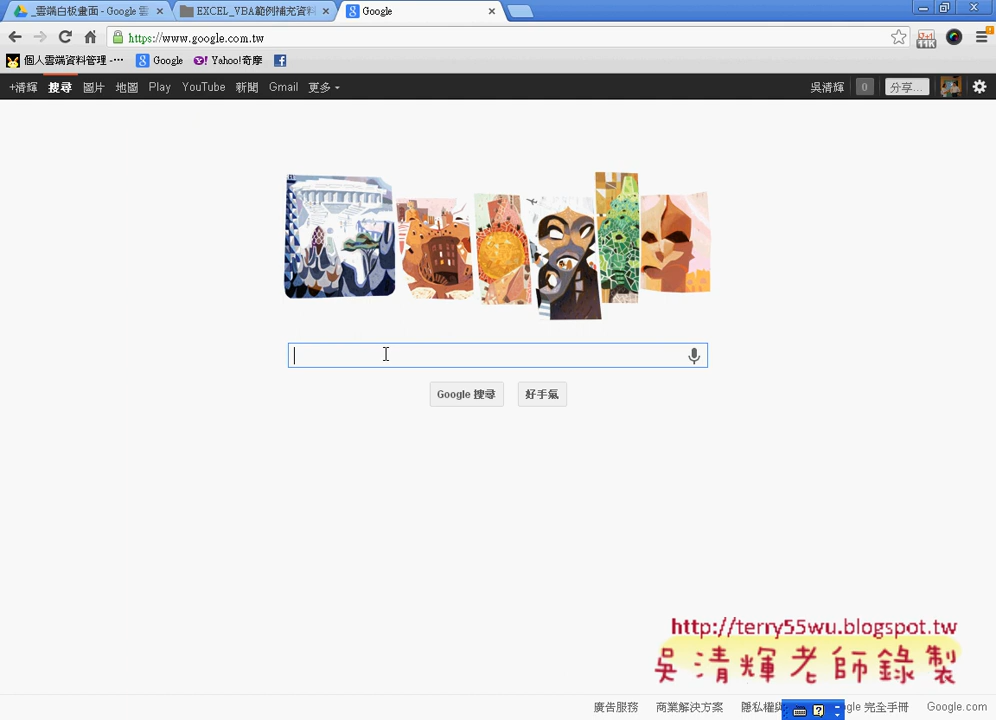 _雲端白板畫面 - Google 雲
EXCEL_VBA範例補充資料
Google
https://www.google.com.tw
11K
個人雲端資料管理 -…
Google
Yahoo!奇摩
+清輝 搜尋 圖片 地圖 Play YouTube 新聞 Gmail 更多
吳清輝 0 分享...
Google 搜尋
好手氣
http://terry55wu.blogspot.tw
吳清輝老師錄製
廣告服務 商業解決方案 隱私權與 gle 完全手冊 Google.com